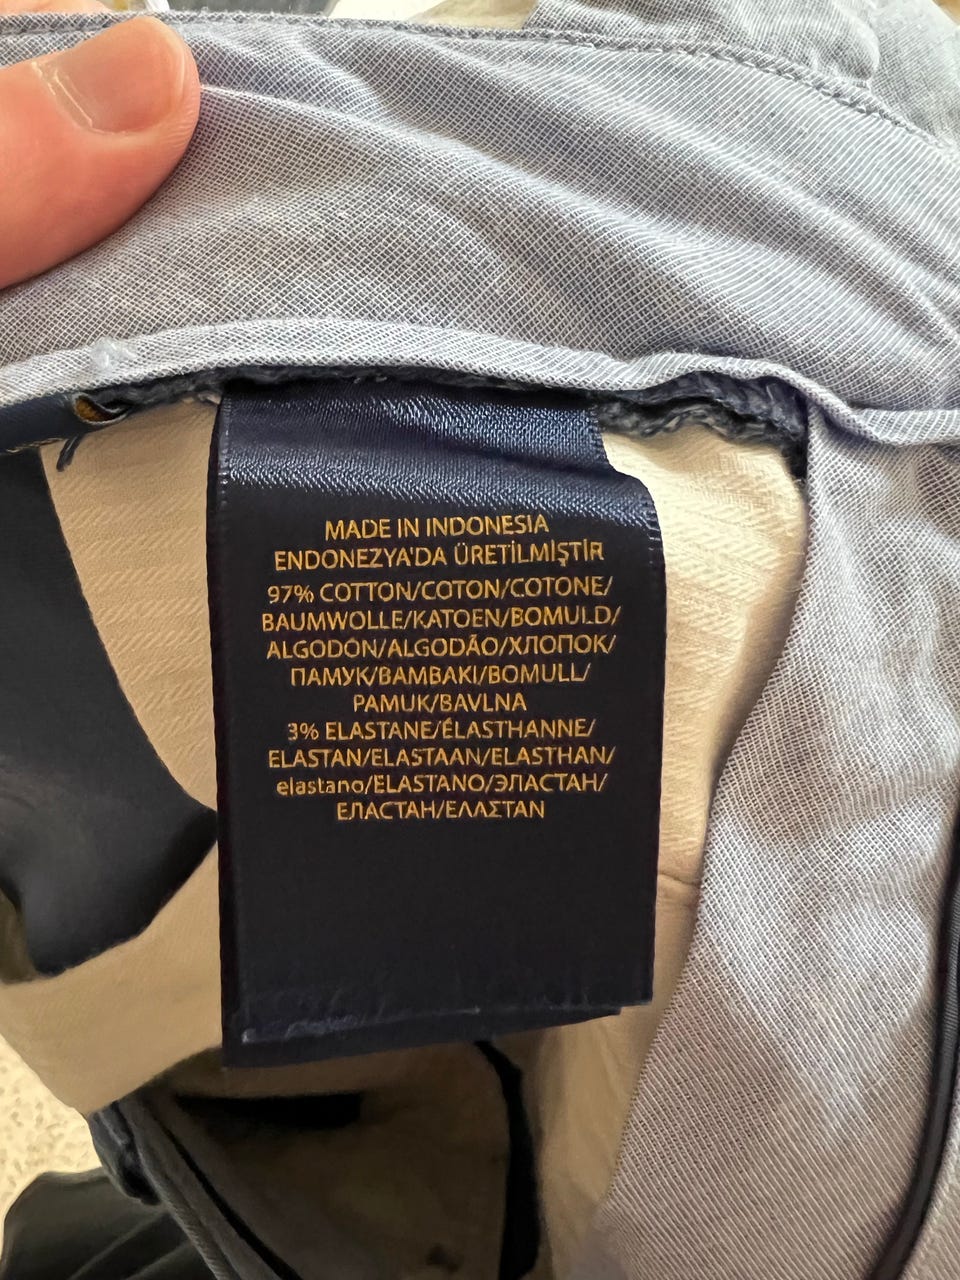 MADE IN INDONESIA
ENDONEZYA'DA ÜRETİLMİŞTİR
97% COTTON/COTON/COTONE/
BAUMWOLLE/KATOEN/BOMULD/
ALGODÓN/ALGODÃO/ХЛОПОК/
ПАМУК/BAMBAKI/BOMULL/
PAMUK/BAVLNA
3% ELASTANE/ÉLASTHANNE/
ELASTAN/ELASTAAN/ELASTHAN/
elastano/ELASTANO/ЭЛАСТАН/
ЕЛАСТАН/ΕΛΑΣΤΑΝ